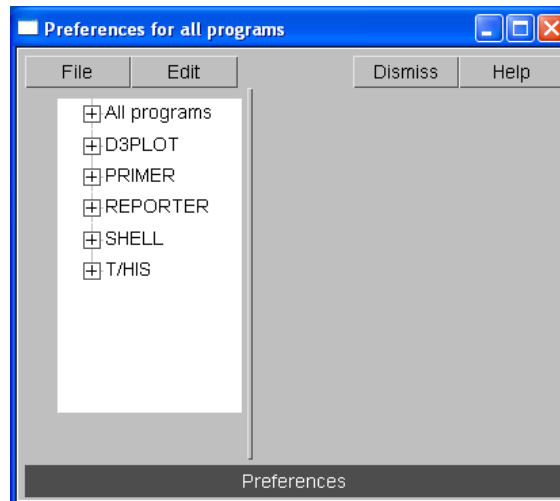 Preferences for all programs
File Edit Dismiss Help
All programs
D3PLOT
PRIMER
REPORTER
SHELL
T/HIS
Preferences